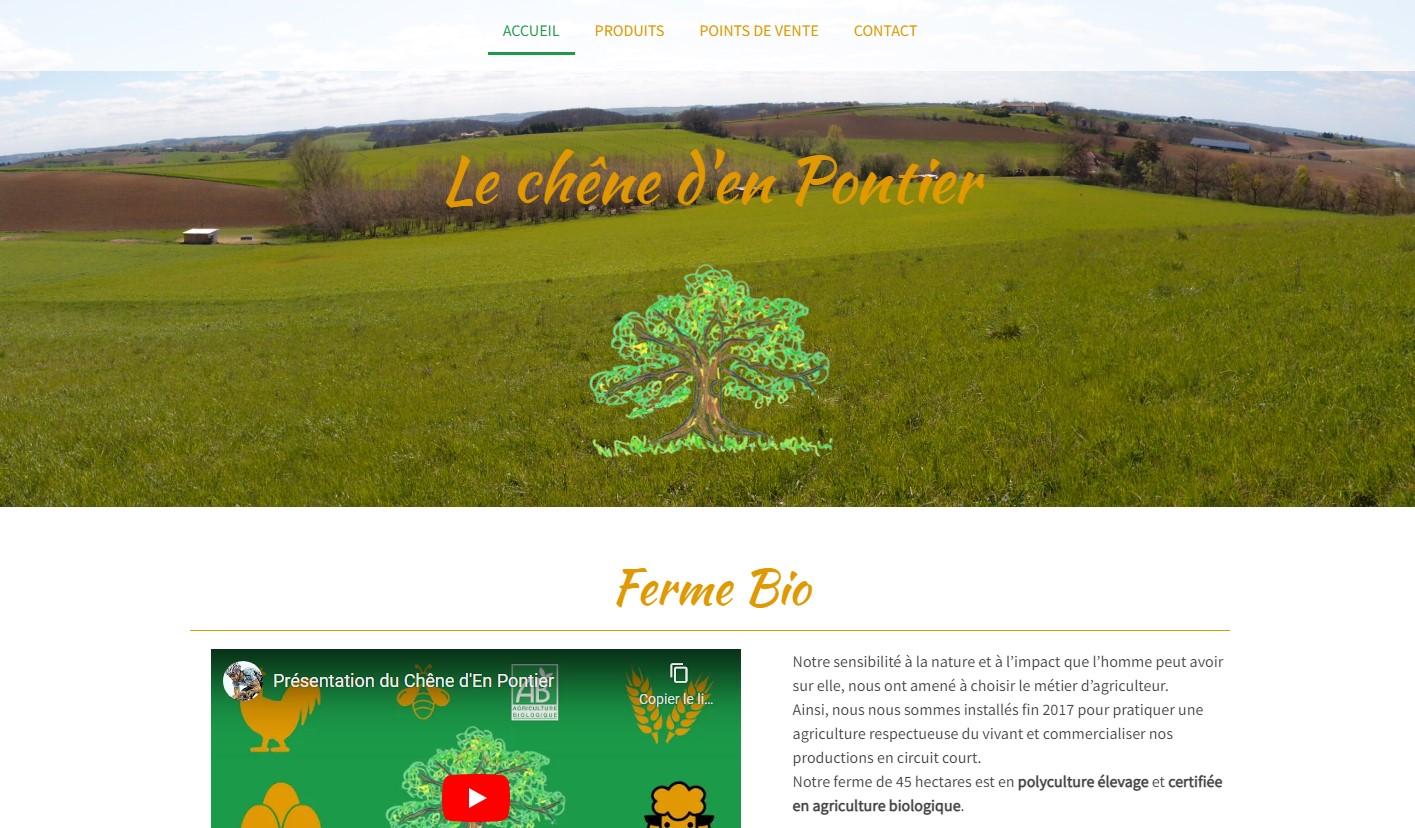 ACCUEIL PRODUITS POINTS DE VENTE CONTACT
Le chêne d'en Pontier
Ferme Bio
Présentation du Chêne d'En Pontier
Copier le li...
AB
AGRICULTURE
BIOLOGIQUE
Notre sensibilité à la nature et à l’impact que l’homme peut avoir
sur elle, nous ont amené à choisir le métier d’agriculteur.
Ainsi, nous nous sommes installés fin 2017 pour pratiquer une
agriculture respectueuse du vivant et commercialiser nos
productions en circuit court.
Notre ferme de 45 hectares est en polyculture élevage et certifiée
en agriculture biologique.